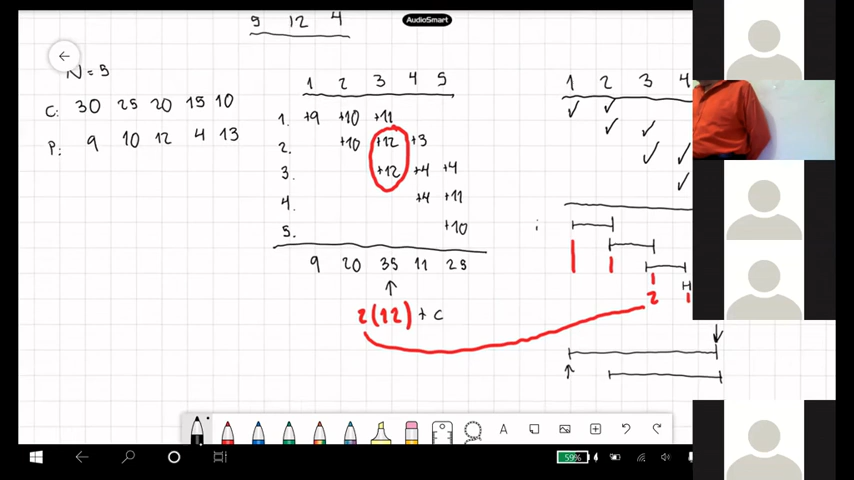 9 12 4
AudioSmart
N = 5
C: 30 25 20 15 10
P: 9 10 12 4 13
1 2 3 4 5
1. +9 +10 +11
2. +10 +12 +3
3. +12 +4 +4
4. +4 +11
5. +10
9 20 35 11 25
2(12) + c
1 2 3 4
i
1 1 1
2 1
A
59%